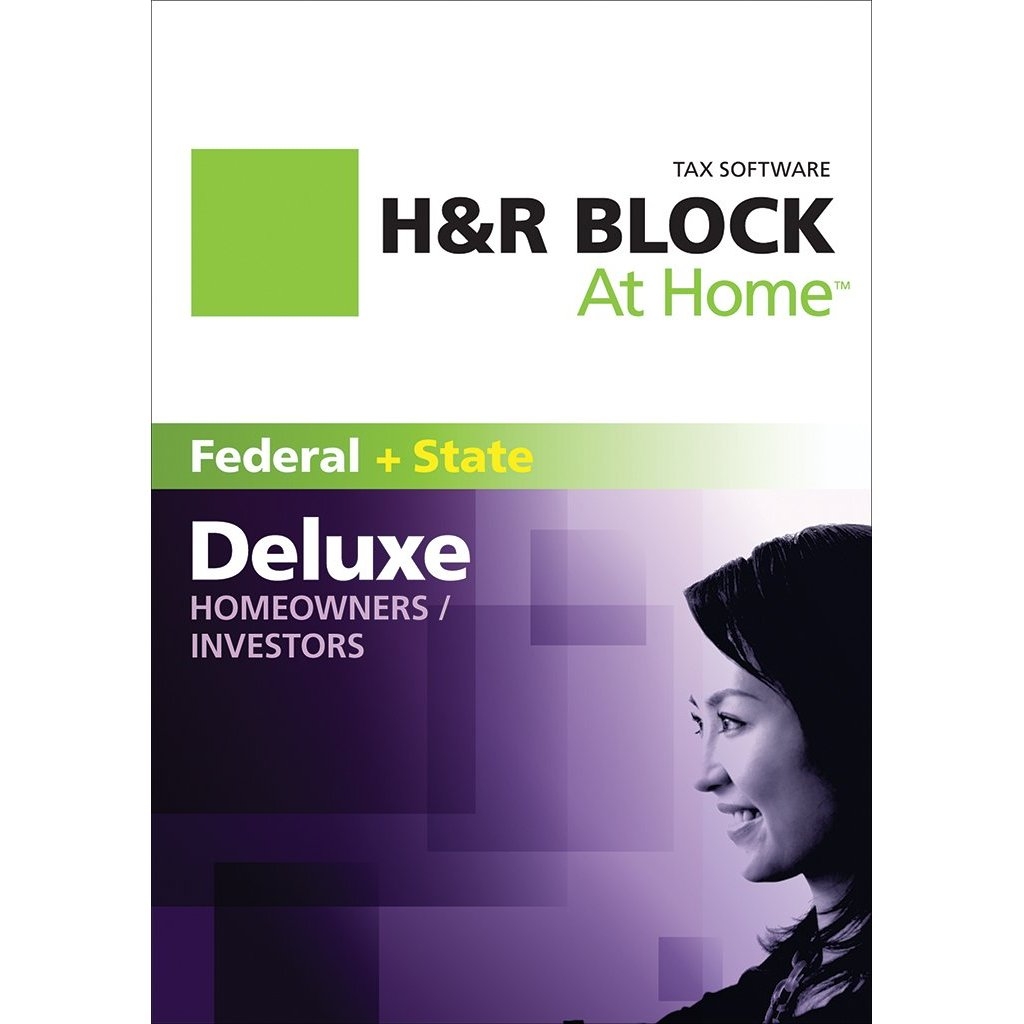 TAX SOFTWARE
H&R BLOCK
At Home™
Federal + State
Deluxe
HOMEOWNERS /
INVESTORS